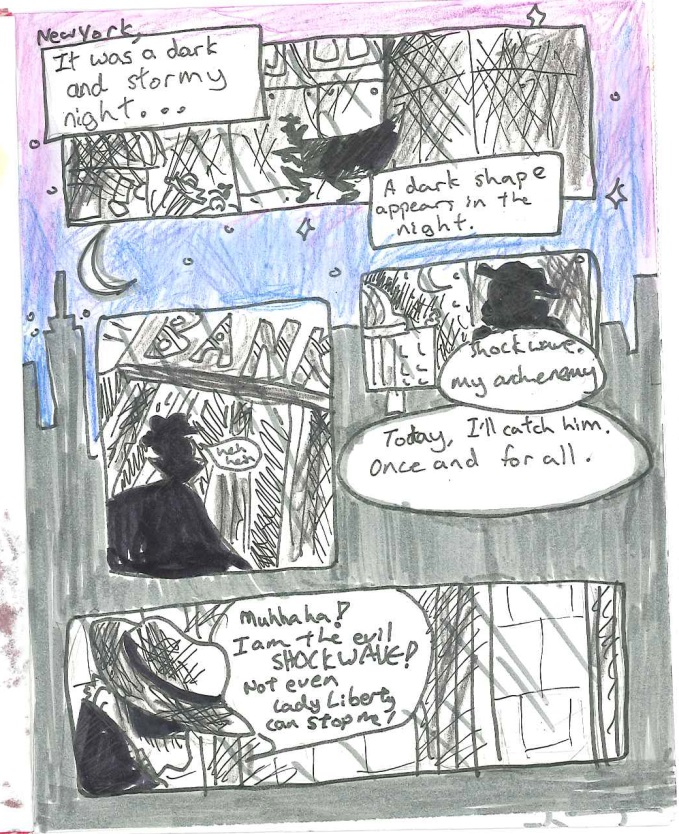 New York,
It was a dark
and stormy
night...
A dark shape
appears in the
night.
BAM
heh
heh
Shockwave.
my archenemy
Today, I'll catch him.
Once and for all.
Muhhaha!
I am the evil
SHOCKWAVE!
Not even
Lady Liberty
can stop me!